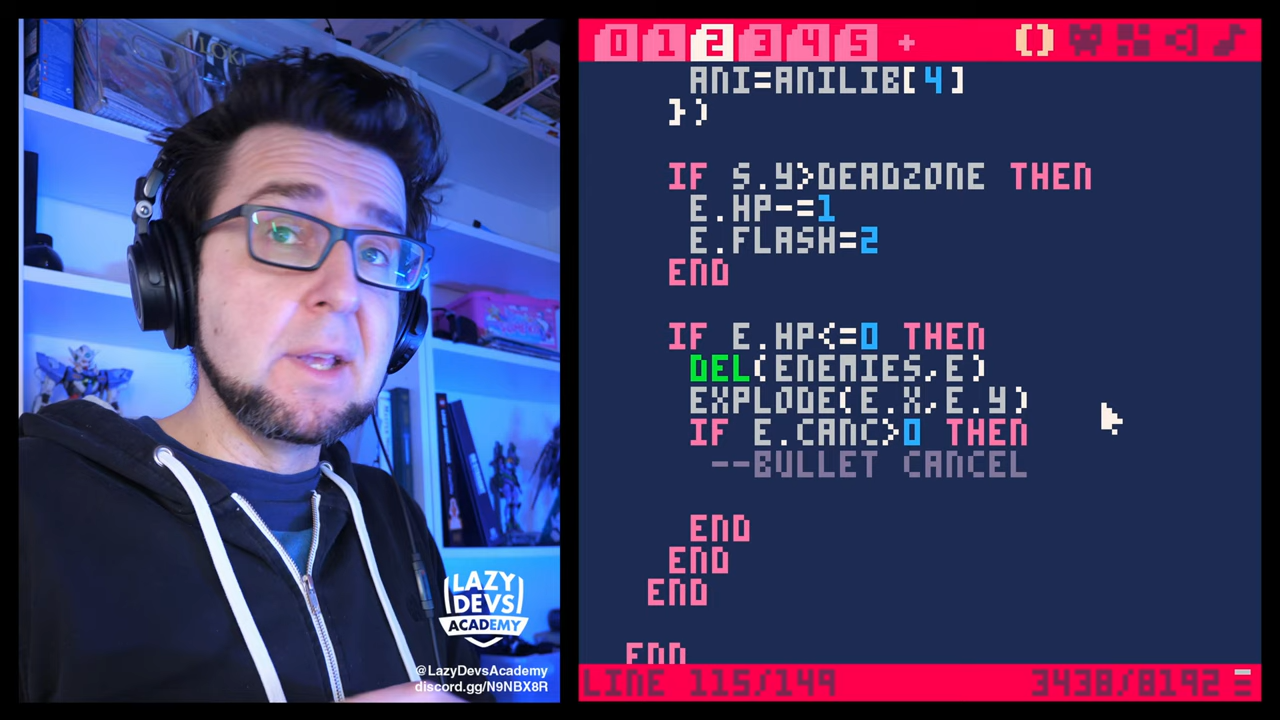 LOKI
LAZY
DEVS
ACADEMY
@LazyDevsAcademy
discord.gg/N9NBX8R
0 1 2 3 4 5 +
ANI=ANILIB[4]
})
IF S.Y>DEADZONE THEN
E.HP-=1
E.FLASH=2
END
IF E.HP<=0 THEN
DEL(ENEMIES,E)
EXPLODE(E.X,E.Y)
IF E.CANC>0 THEN
--BULLET CANCEL
END
END
END
END
LINE 115/149
3438/8192